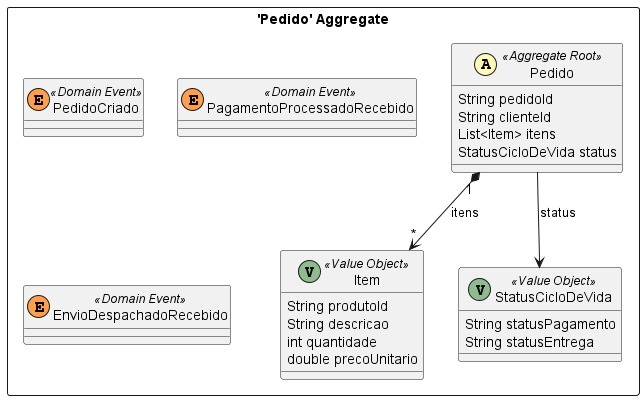 'Pedido' Aggregate
A
«Aggregate Root»
Pedido
String pedidoId
String clienteId
List<Item> itens
StatusCicloDeVida status
E
«Domain Event»
PedidoCriado
E
«Domain Event»
PagamentoProcessadoRecebido
1
itens
*
status
V
«Value Object»
Item
String produtoId
String descricao
int quantidade
double precoUnitario
V
«Value Object»
StatusCicloDeVida
String statusPagamento
String statusEntrega
E
«Domain Event»
EnvioDespachadoRecebido